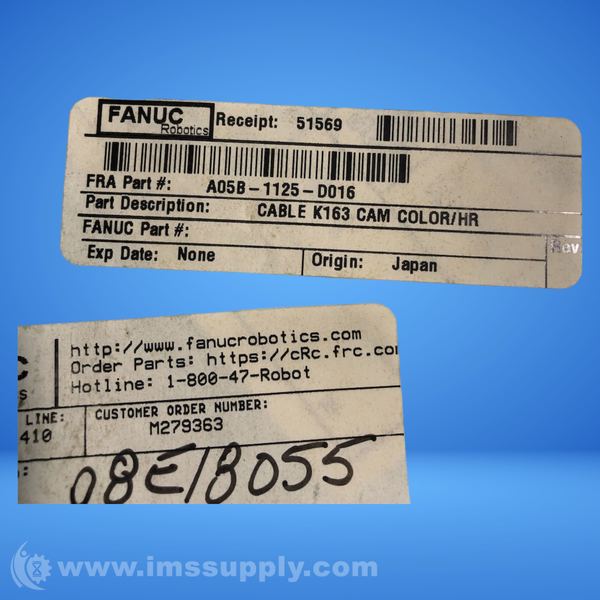 FANUC
Robotics
Receipt: 51569
FRA Part #: A05B-1125-D016
Part Description: CABLE K163 CAM COLOR/HR
FANUC Part #:
Rev
Exp Date: None
Origin: Japan
http://www.fanucrobotics.com
Order Parts: https://cRc.frc.co
Hotline: 1-800-47-Robot
LINE:
410
CUSTOMER ORDER NUMBER:
M279363
08E18055
www.imssupply.com